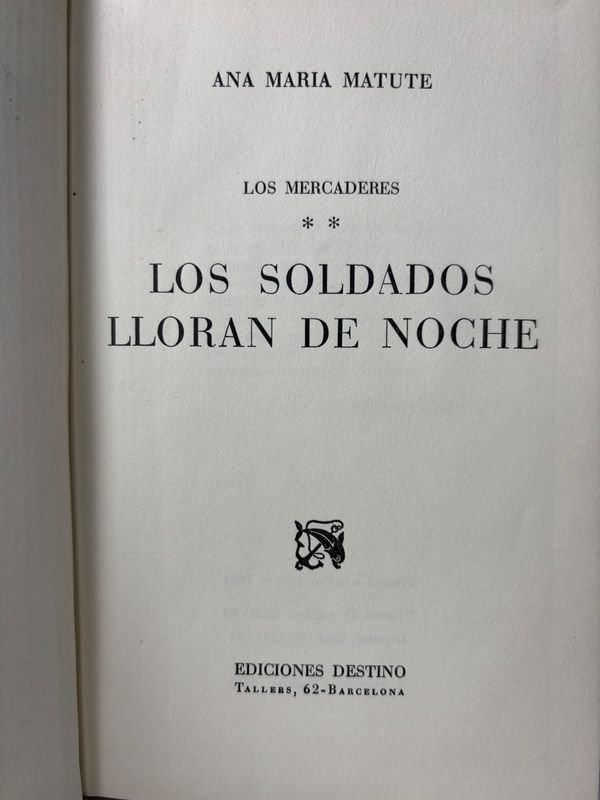 ANA MARIA MATUTE
LOS MERCADERES
* *
LOS SOLDADOS
LLORAN DE NOCHE
EDICIONES DESTINO
TALLERS, 62-BARCELONA